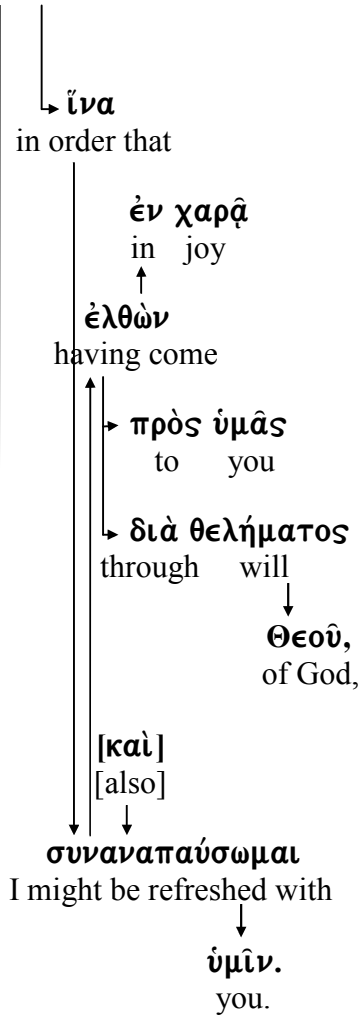 ἵνα
in order that
ἐν χαρᾷ
in joy
ἐλθὼν
having come
πρὸς ὑμᾶς
to you
διὰ θελήματος
through will
Θεοῦ,
of God,
[καὶ]
[also]
συναναπαύσωμαι
I might be refreshed with
ὑμῖν.
you.